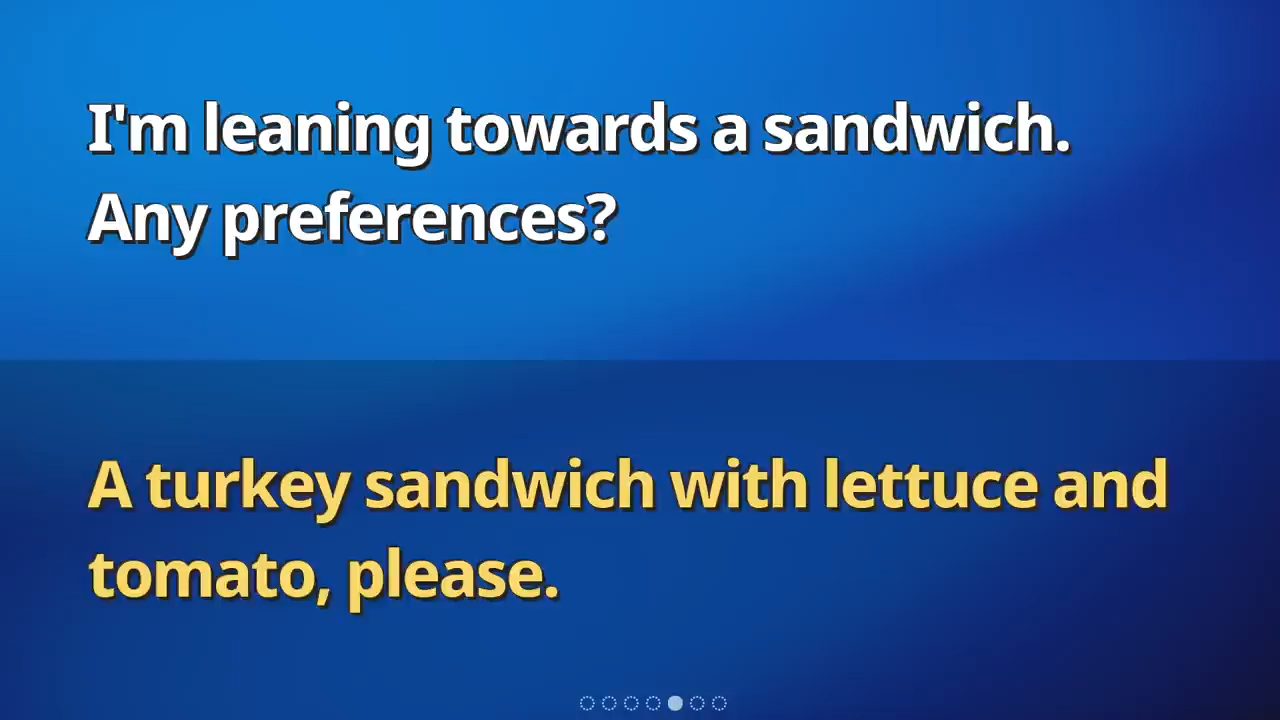 I'm leaning towards a sandwich.
Any preferences?
A turkey sandwich with lettuce and
tomato, please.